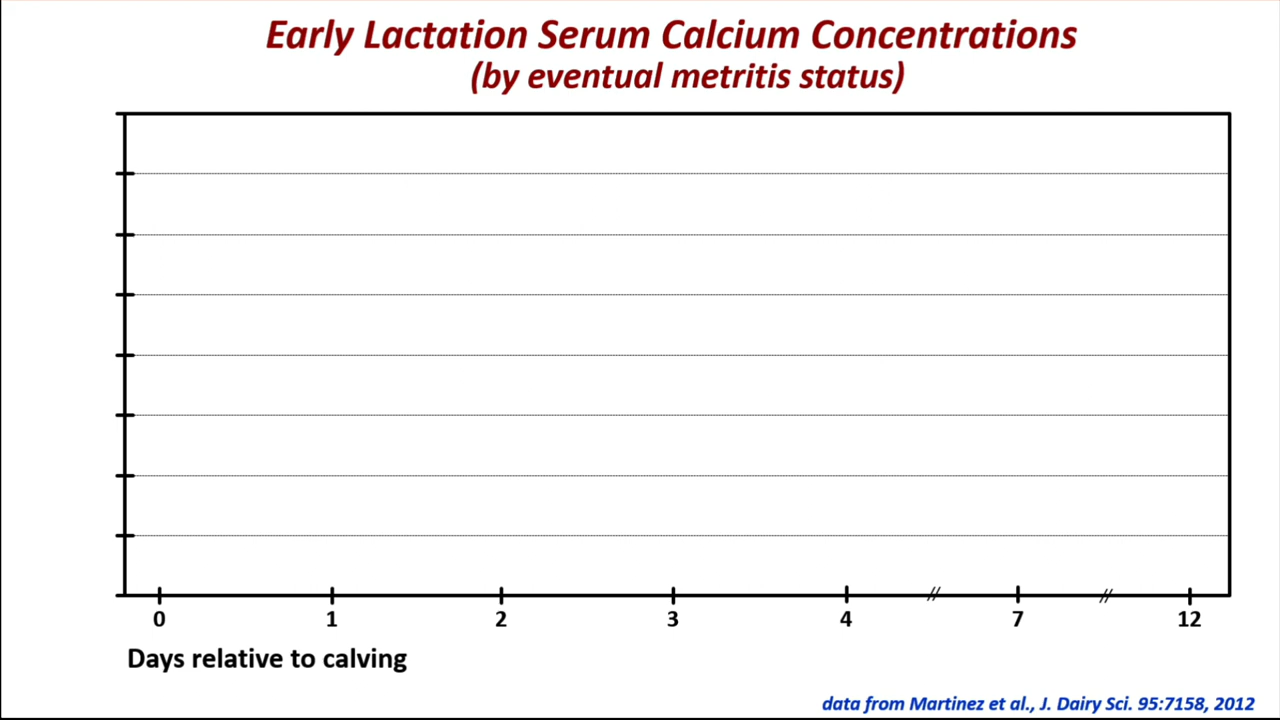 Early Lactation Serum Calcium Concentrations
(by eventual metritis status)
0 1 2 3 4 // 7 // 12
Days relative to calving
data from Martinez et al., J. Dairy Sci. 95:7158, 2012